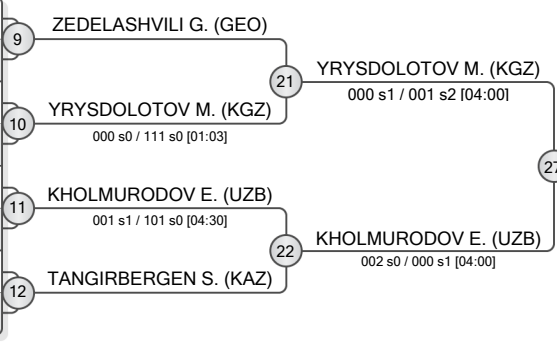 ZEDELASHVILI G. (GEO)
9
YRYSDOLOTOV M. (KGZ)
21
000 s1 / 001 s2 [04:00]
YRYSDOLOTOV M. (KGZ)
10
000 s0 / 111 s0 [01:03]
27
KHOLMURODOV E. (UZB)
11
001 s1 / 101 s0 [04:30]
KHOLMURODOV E. (UZB)
22
002 s0 / 000 s1 [04:00]
TANGIRBERGEN S. (KAZ)
12